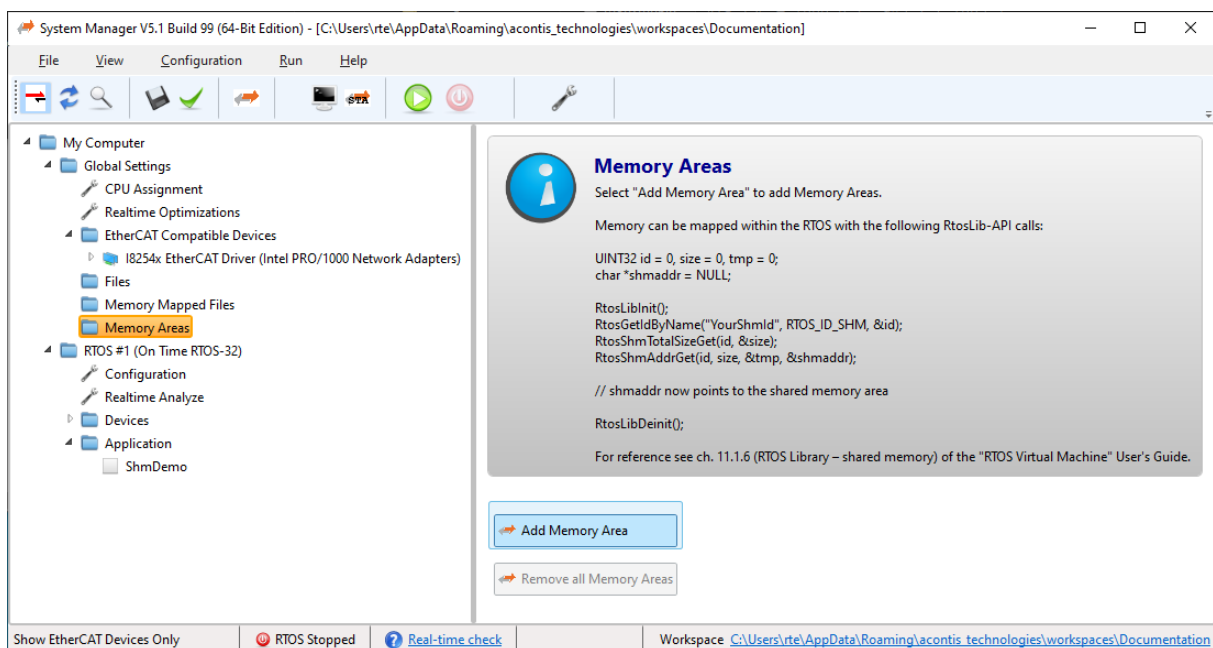 System Manager V5.1 Build 99 (64-Bit Edition) - [C:\Users\rte\AppData\Roaming\acontis_technologies\workspaces\Documentation]
File View Configuration Run Help
STA
My Computer
Global Settings
CPU Assignment
Realtime Optimizations
EtherCAT Compatible Devices
I8254x EtherCAT Driver (Intel PRO/1000 Network Adapters)
Files
Memory Mapped Files
Memory Areas
RTOS #1 (On Time RTOS-32)
Configuration
Realtime Analyze
Devices
Application
ShmDemo
Memory Areas
Select "Add Memory Area" to add Memory Areas.
Memory can be mapped within the RTOS with the following RtosLib-API calls:
UINT32 id = 0, size = 0, tmp = 0;
char *shmaddr = NULL;
RtosLibInit();
RtosGetIdByName("YourShmId", RTOS_ID_SHM, &id);
RtosShmTotalSizeGet(id, &size);
RtosShmAddrGet(id, size, &tmp, &shmaddr);
// shmaddr now points to the shared memory area
RtosLibDeinit();
For reference see ch. 11.1.6 (RTOS Library – shared memory) of the "RTOS Virtual Machine" User's Guide.
Add Memory Area
Remove all Memory Areas
Show EtherCAT Devices Only RTOS Stopped Real-time check Workspace C:\Users\rte\AppData\Roaming\acontis_technologies\workspaces\Documentation